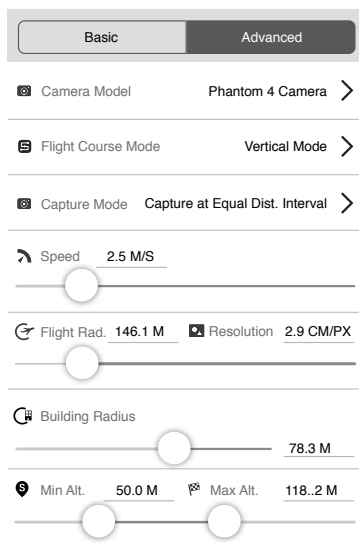 Basic Advanced
Camera Model Phantom 4 Camera
Flight Course Mode Vertical Mode
Capture Mode Capture at Equal Dist. Interval
Speed 2.5 M/S
Flight Rad. 146.1 M Resolution 2.9 CM/PX
Building Radius
78.3 M
S Min Alt. 50.0 M Max Alt. 118..2 M